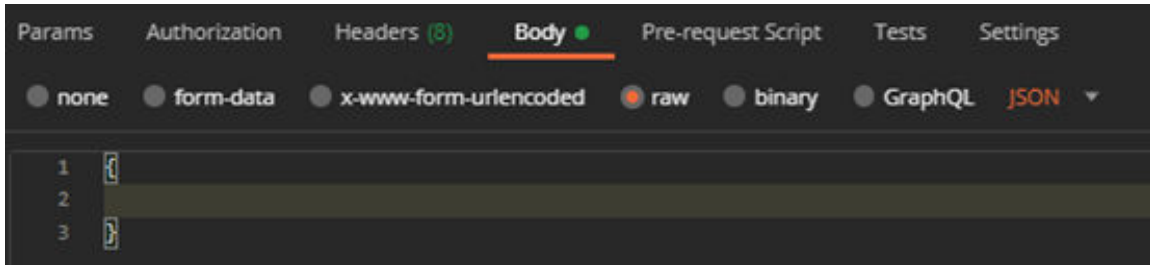 Params Authorization Headers (8) Body Pre-request Script Tests Settings
none form-data x-www-form-urlencoded raw binary GraphQL JSON
1 {
2
3 }